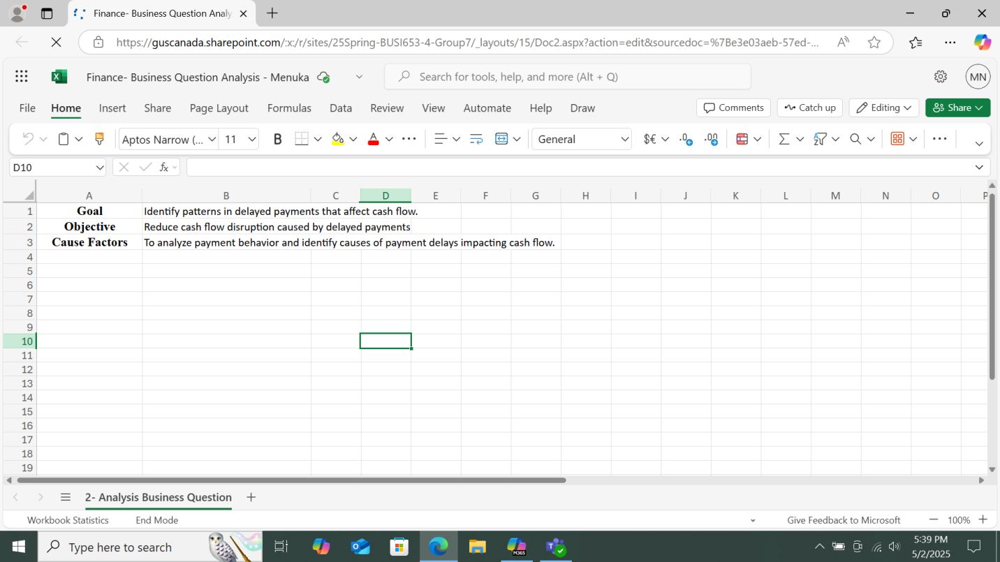 Finance- Business Question Analy
https://guscanada.sharepoint.com/:x:/r/sites/25Spring-BUSI653-4-Group7/_layouts/15/Doc2.aspx?action=edit&sourcedoc=%7Be3e03aeb-57ed-...
Finance- Business Question Analysis - Menuka
Search for tools, help, and more (Alt + Q)
MN
File Home Insert Share Page Layout Formulas Data Review View Automate Help Draw
Comments Catch up Editing Share
Aptos Narrow (... 11 B A General $€
D10 fx
A B C D E F G H I J K L M N O P
1 Goal Identify patterns in delayed payments that affect cash flow.
2 Objective Reduce cash flow disruption caused by delayed payments
3 Cause Factors To analyze payment behavior and identify causes of payment delays impacting cash flow.
4
5
6
7
8
9
10
11
12
13
14
15
16
17
18
19
2- Analysis Business Question
Workbook Statistics End Mode Give Feedback to Microsoft 100%
Type here to search
M365
5:39 PM
5/2/2025